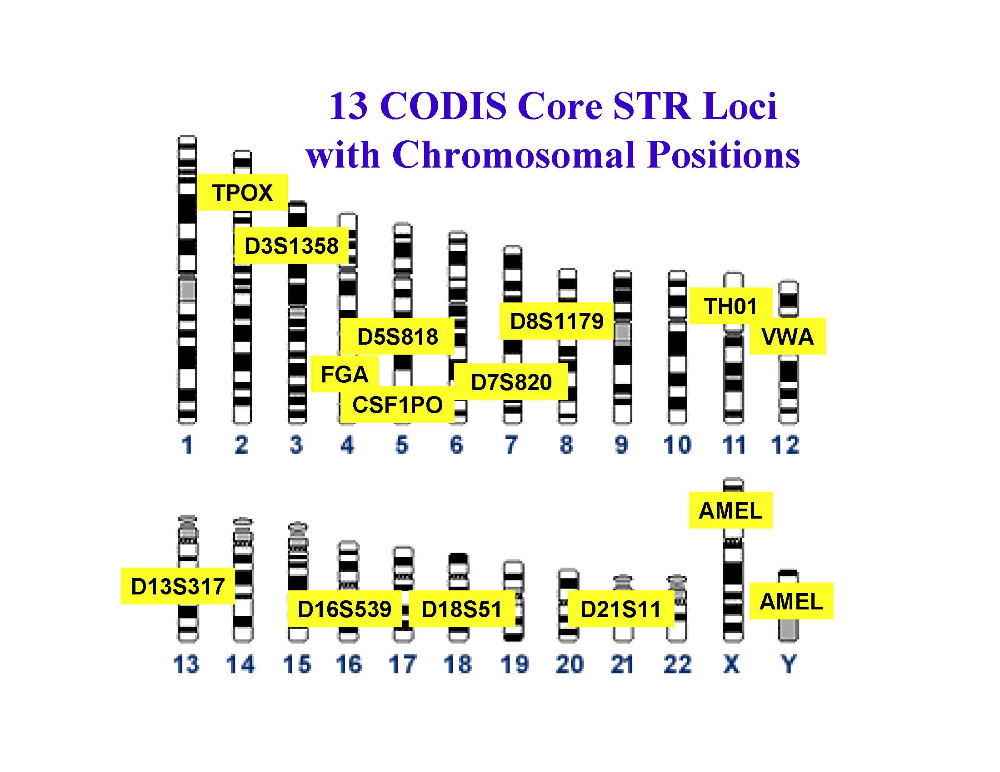 13 CODIS Core STR Loci
with Chromosomal Positions
TPOX
D3S1358
TH01
D8S1179
VWA
D5S818
FGA
D7S820
CSF1PO
1 2 3 4 5 6 7 8 9 10 11 12
AMEL
D13S317
AMEL
D16S539 D18S51 D21S11
13 14 15 16 17 18 19 20 21 22 X Y